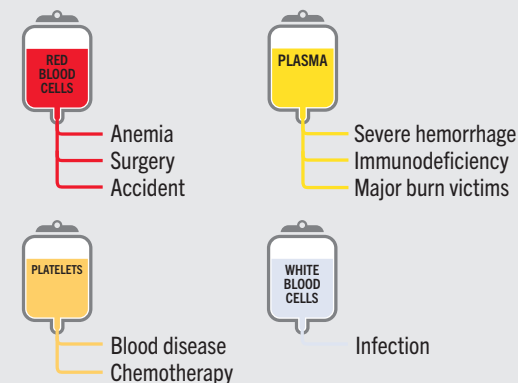 RED
BLOOD
CELLS
Anemia
Surgery
Accident
PLASMA
Severe hemorrhage
Immunodeficiency
Major burn victims
PLATELETS
Blood disease
Chemotherapy
WHITE
BLOOD
CELLS
Infection